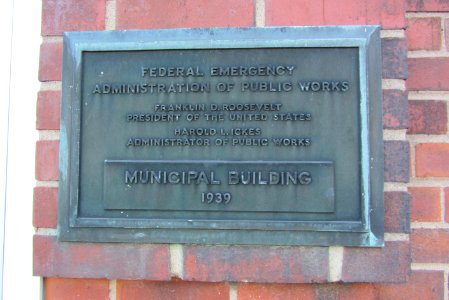 FEDERAL EMERGENCY
ADMINISTRATION OF PUBLIC WORKS
FRANKLIN D. ROOSEVELT
PRESIDENT OF THE UNITED STATES
HAROLD L. ICKES
ADMINISTRATOR OF PUBLIC WORKS
MUNICIPAL BUILDING
1939